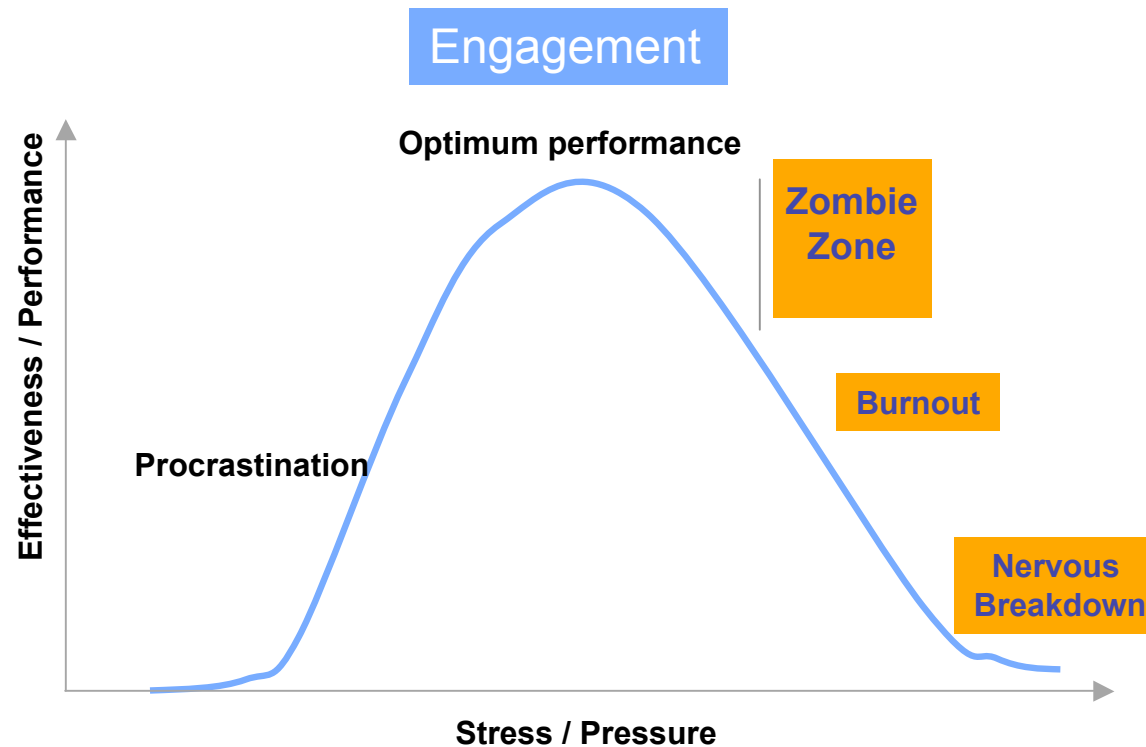 Engagement
Optimum performance
Effectiveness / Performance
Zombie
Zone
Burnout
Procrastination
Nervous
Breakdown
Stress / Pressure